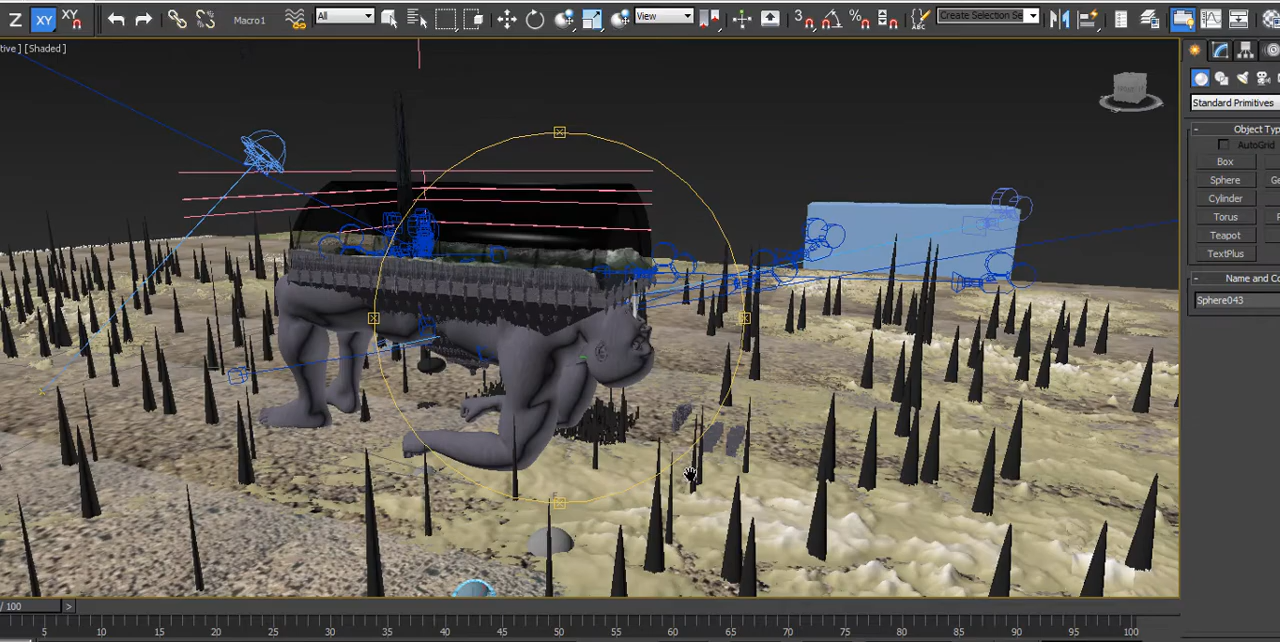 Z XY XY Macro1 All View 3 % Create Selection Se
tive ] [Shaded ]
Standard Primitives
- Object Typ
AutoGrid
Box
Sphere Ge
Cylinder
Torus
Teapot
TextPlus
- Name and Co
Sphere043
/ 100 >
5 10 15 20 25 30 35 40 45 50 55 60 65 70 75 80 85 90 95 100